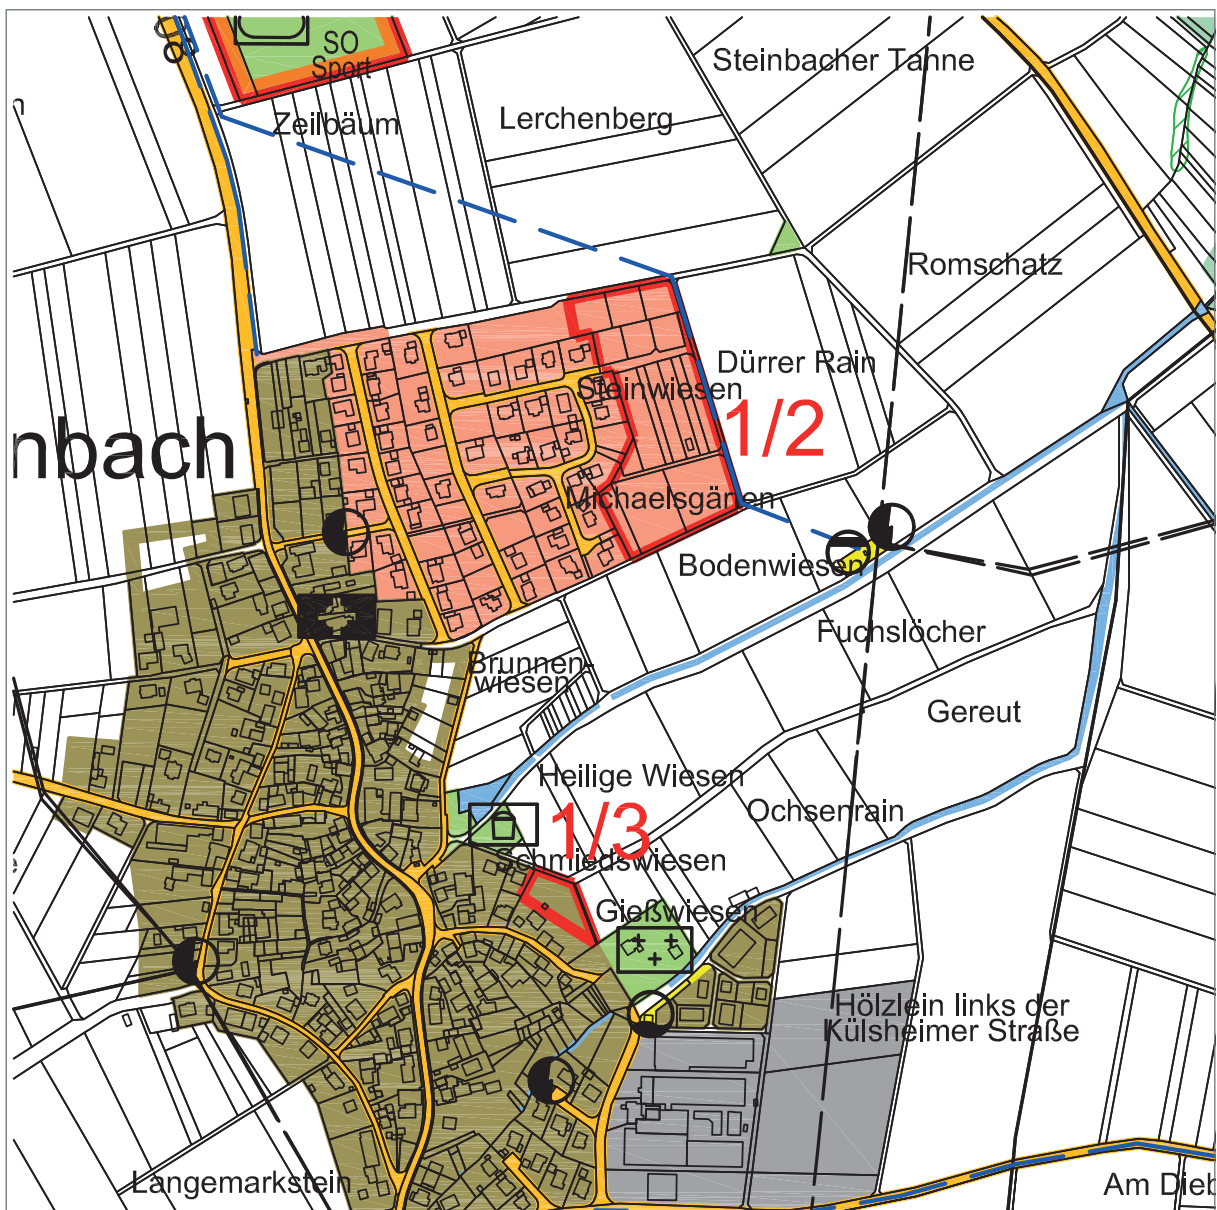 SO
Sport
Steinbacher Tanne
Zeilbäum
Lerchenberg
Romschatz
Dürrer Rain
Steinwiesen
1/2
nbach
Michaelsgärten
Bodenwiesen
Fuchslöcher
Brunnen-
wiesen
Gereut
Heilige Wiesen
Ochsenrain
1/3
Schmiedswiesen
Gießwiesen
Hölzlein links der
Külsheimer Straße
Langemarkstein
Am Dieb